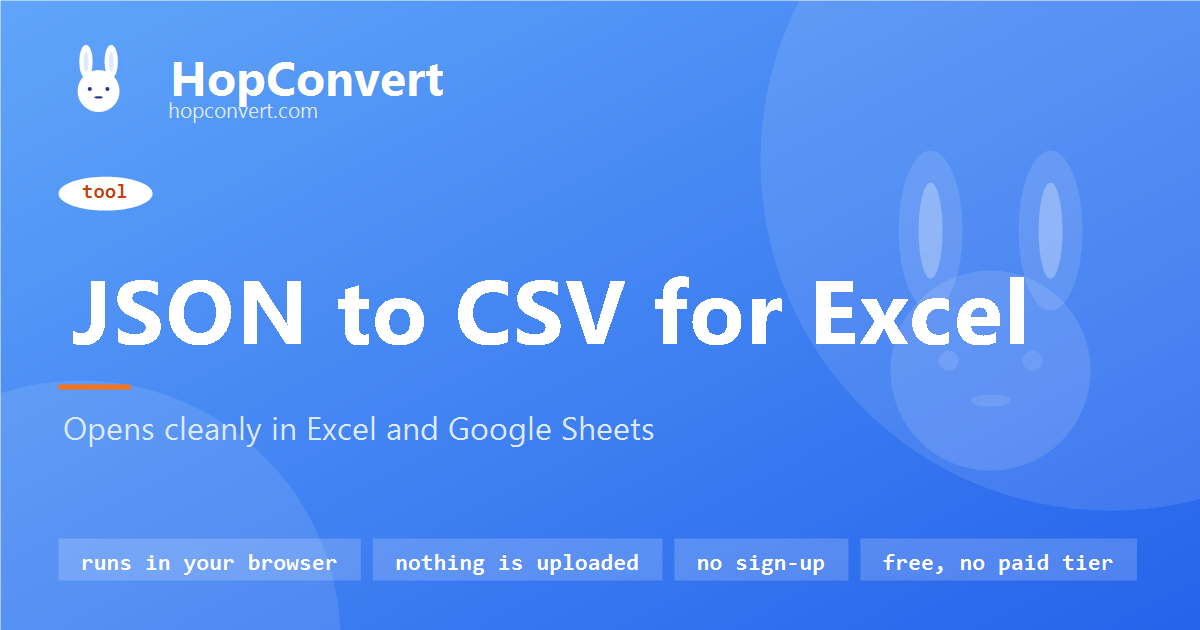 HopConvert
hopconvert.com
tool
JSON to CSV for Excel
Opens cleanly in Excel and Google Sheets
runs in your browser
nothing is uploaded
no sign-up
free, no paid tier